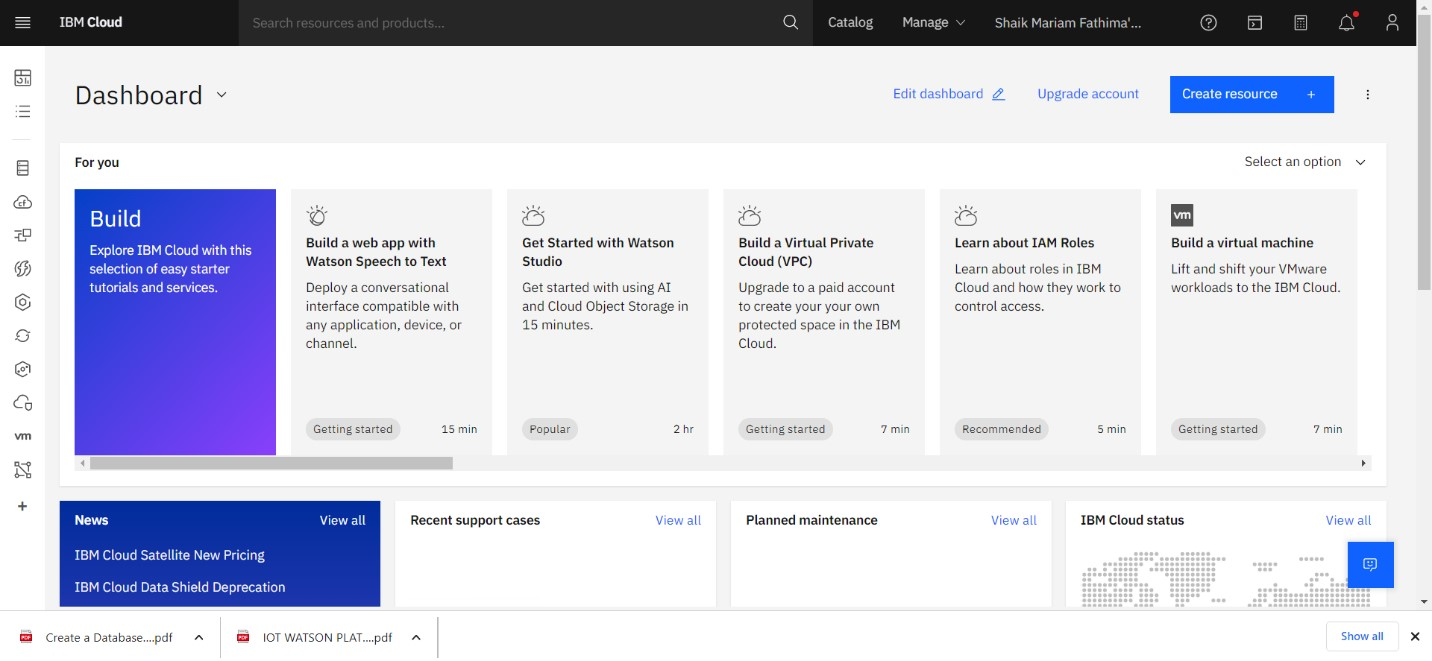 IBM Cloud
Search resources and products...
Catalog
Manage
Shaik Mariam Fathima'...
Dashboard
Edit dashboard
Upgrade account
Create resource +
For you
Select an option
Build
Explore IBM Cloud with this
selection of easy starter
tutorials and services.
Build a web app with
Watson Speech to Text
Deploy a conversational
interface compatible with
any application, device, or
channel.
Getting started
15 min
Get Started with Watson
Studio
Get started with using AI
and Cloud Object Storage in
15 minutes.
Popular
2 hr
Build a Virtual Private
Cloud (VPC)
Upgrade to a paid account
to create your your own
protected space in the IBM
Cloud.
Getting started
7 min
Learn about IAM Roles
Learn about roles in IBM
Cloud and how they work to
control access.
Recommended
5 min
vm
Build a virtual machine
Lift and shift your VMware
workloads to the IBM Cloud.
Getting started
7 min
vm
News
View all
IBM Cloud Satellite New Pricing
IBM Cloud Data Shield Deprecation
Recent support cases
View all
Planned maintenance
View all
IBM Cloud status
View all
PDF
Create a Database....pdf
PDF
IOT WATSON PLAT....pdf
Show all